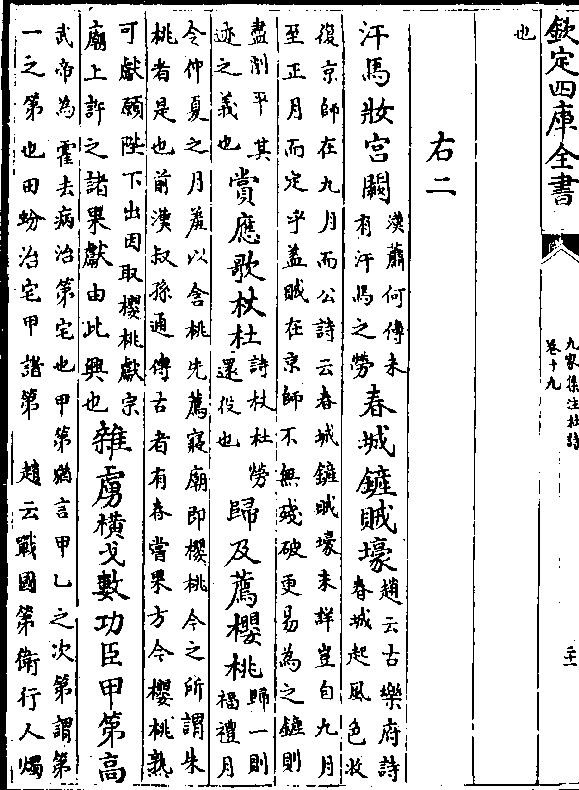 欽定四庫全書
九家集注杜詩
卷十九
也
右二
汗馬妝宫闕
漢蕭何傳未
有汗馬之勞
春城鏟賊壕
趙云古樂府詩
春城起風色收
復京師在九月而公詩云春城鏟賊壕未詳豈自九月
至正月而定乎蓋賊在京師不無殘破更易為之鏟則
盡削平其
迹之義也
賞應歌杕杜
詩杕杜勞
還役也
歸及薦櫻桃
歸一則
禍禮月
令仲夏之月羞以含桃先薦寢廟即櫻桃今之所謂朱
桃者是也前漢叔孫通傳古者有春嘗果方今櫻桃熟
可獻願陛下出因取櫻桃獻宗
廟上許之諸果獻由此興也
雜虜横戈數功臣甲第高
武帝為霍去病治第宅也甲第猶言甲乙之次第謂第
一之第也田蚡治宅甲諸第 趙云戰國第衛行人燭